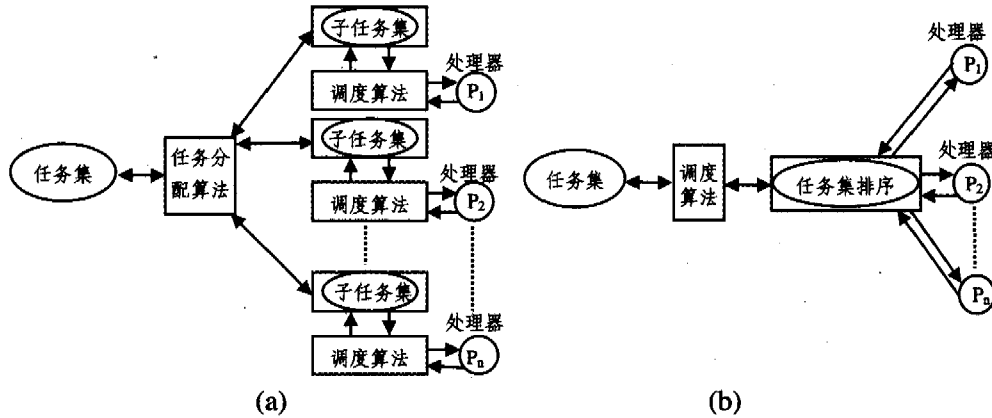 任务集
任务分
配算法
子任务集
调度算法
处理器
P1
子任务集
调度算法
处理器
P2
子任务集
调度算法
处理器
Pn
(a)
任务集
调度
算法
任务集排序
处理器
P1
处理器
P2
处理器
Pn
(b)